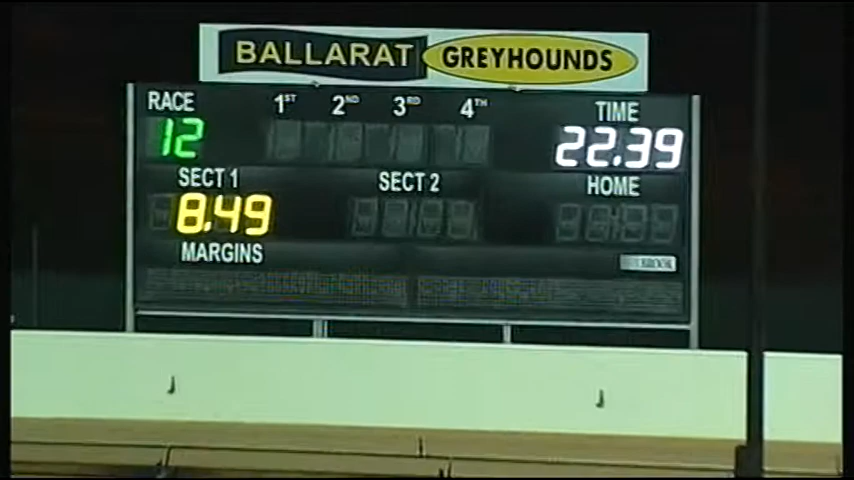 BALLARAT GREYHOUNDS
RACE 1ST 2ND 3RD 4TH TIME
12 22.39
SECT 1 SECT 2 HOME
8.49
MARGINS